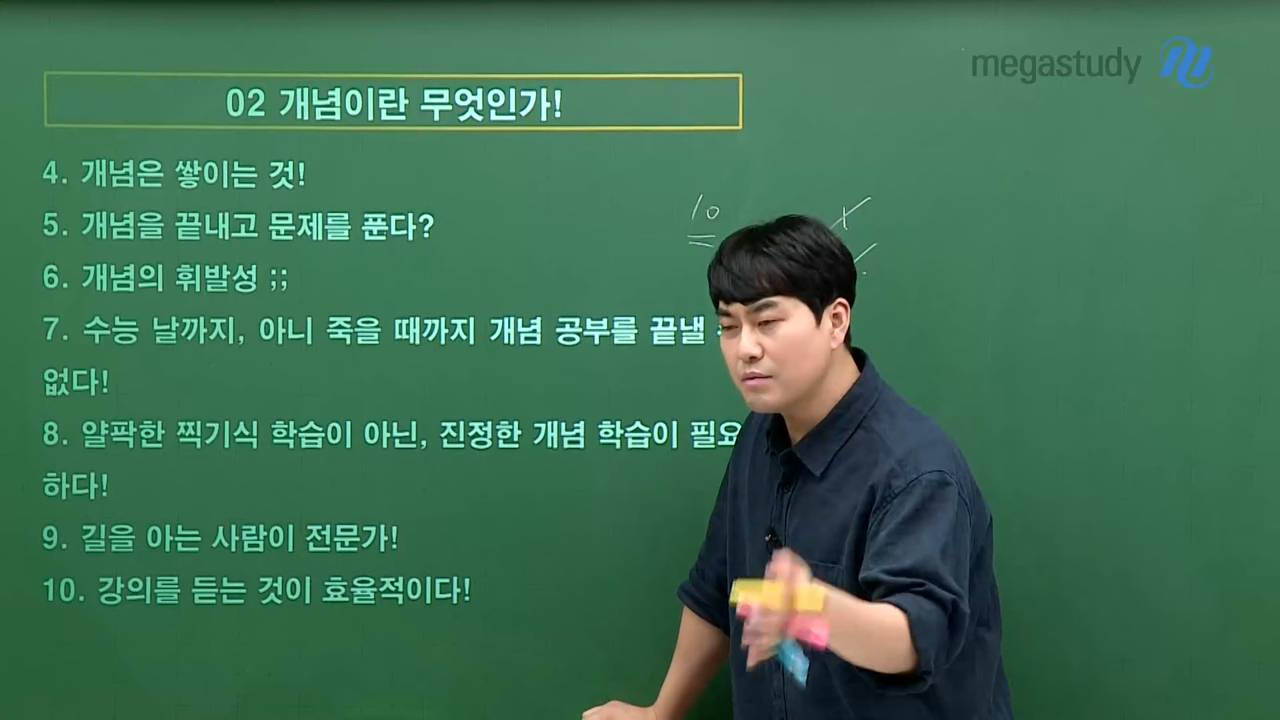 megastudy
02 개념이란 무엇인가!
4. 개념은 쌓이는 것!
5. 개념을 끝내고 문제를 푼다?
6. 개념의 휘발성 ;;
7. 수능 날까지, 아니 죽을 때까지 개념 공부를 끝낼
없다!
8. 얄팍한 찍기식 학습이 아닌, 진정한 개념 학습이 필요
하다!
9. 길을 아는 사람이 전문가!
10. 강의를 듣는 것이 효율적이다!
10